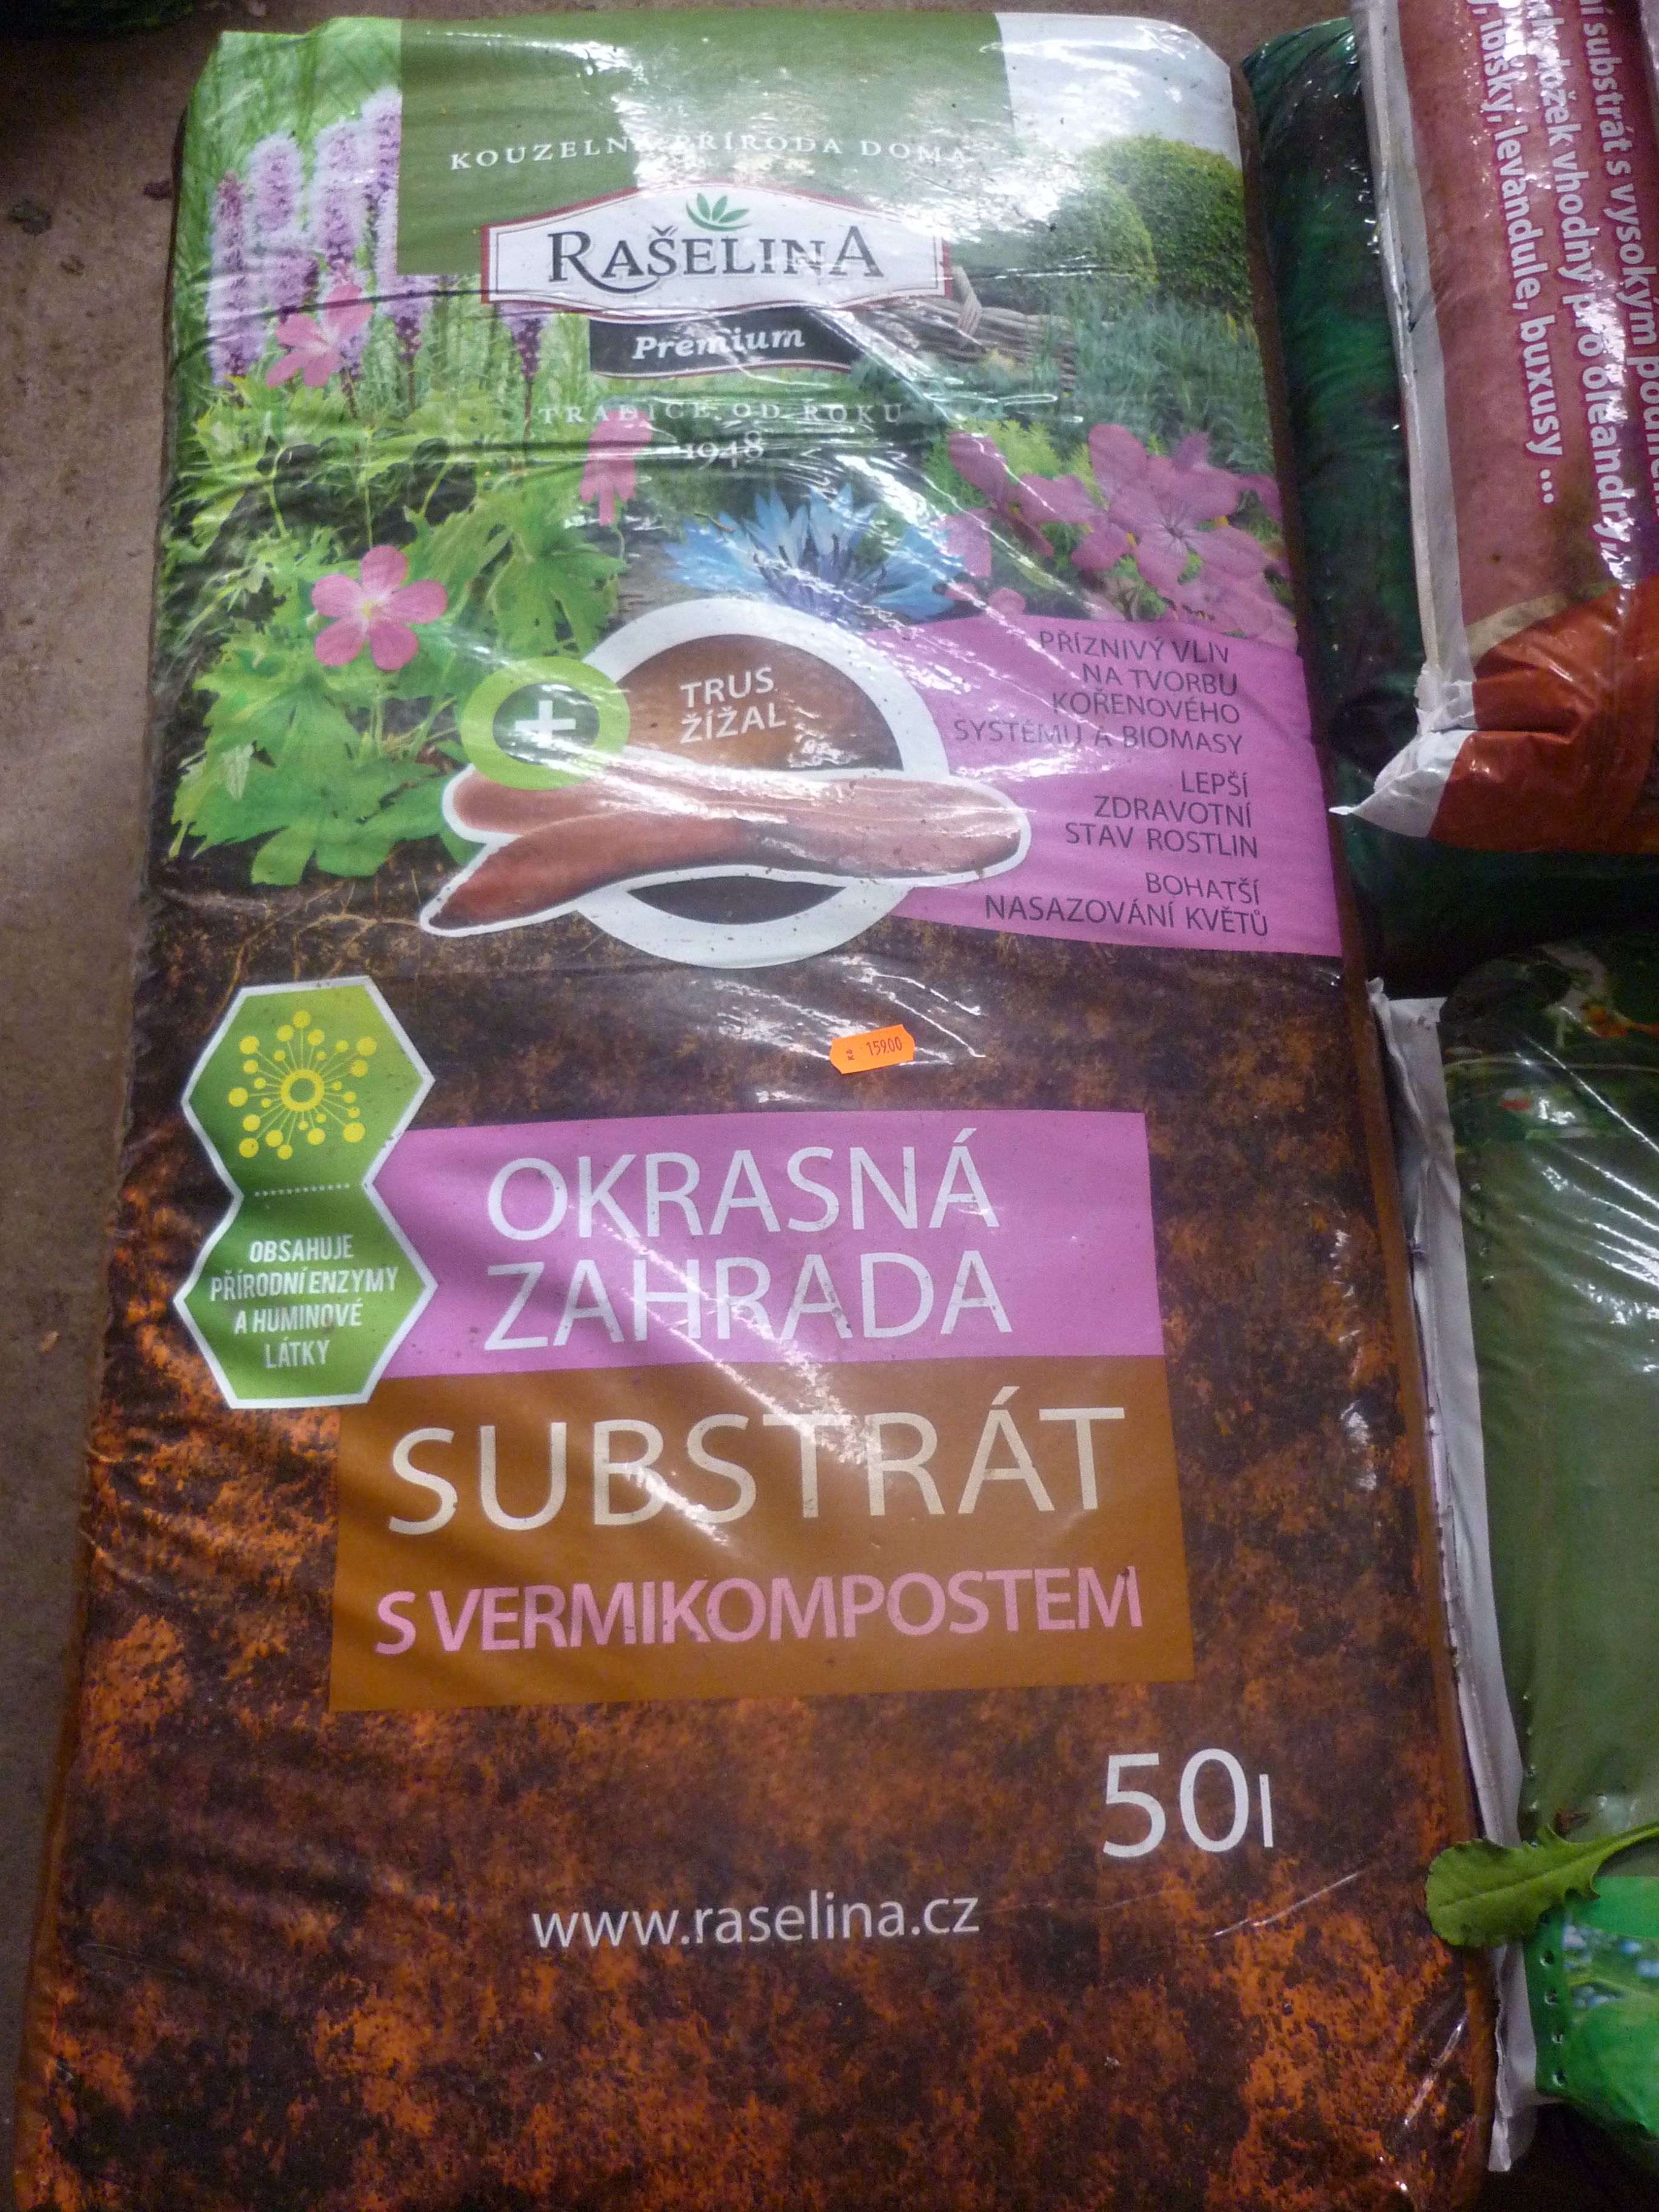 KOUZELNÁ PŘÍRODA DOMA
RAŠELINA
Premium
TRADICE OD ROKU
1948
+
TRUS
ŽÍŽAL
PŘÍZNIVÝ VLIV
NA TVORBU
KOŘENOVÉHO
SYSTÉMU A BIOMASY
LEPŠÍ
ZDRAVOTNÍ
STAV ROSTLIN
BOHATŠÍ
NASAZOVÁNÍ KVĚTŮ
Kč 159.00
OBSAHUJE
PŘÍRODNÍ ENZYMY
A HUMINOVÉ
LÁTKY
OKRASNÁ
ZAHRADA
SUBSTRÁT
S VERMIKOMPOSTEM
50l
www.raselina.cz
substrát s vysokým
vhodný pro oleandry,
ibišky, levandule, buxusy ...